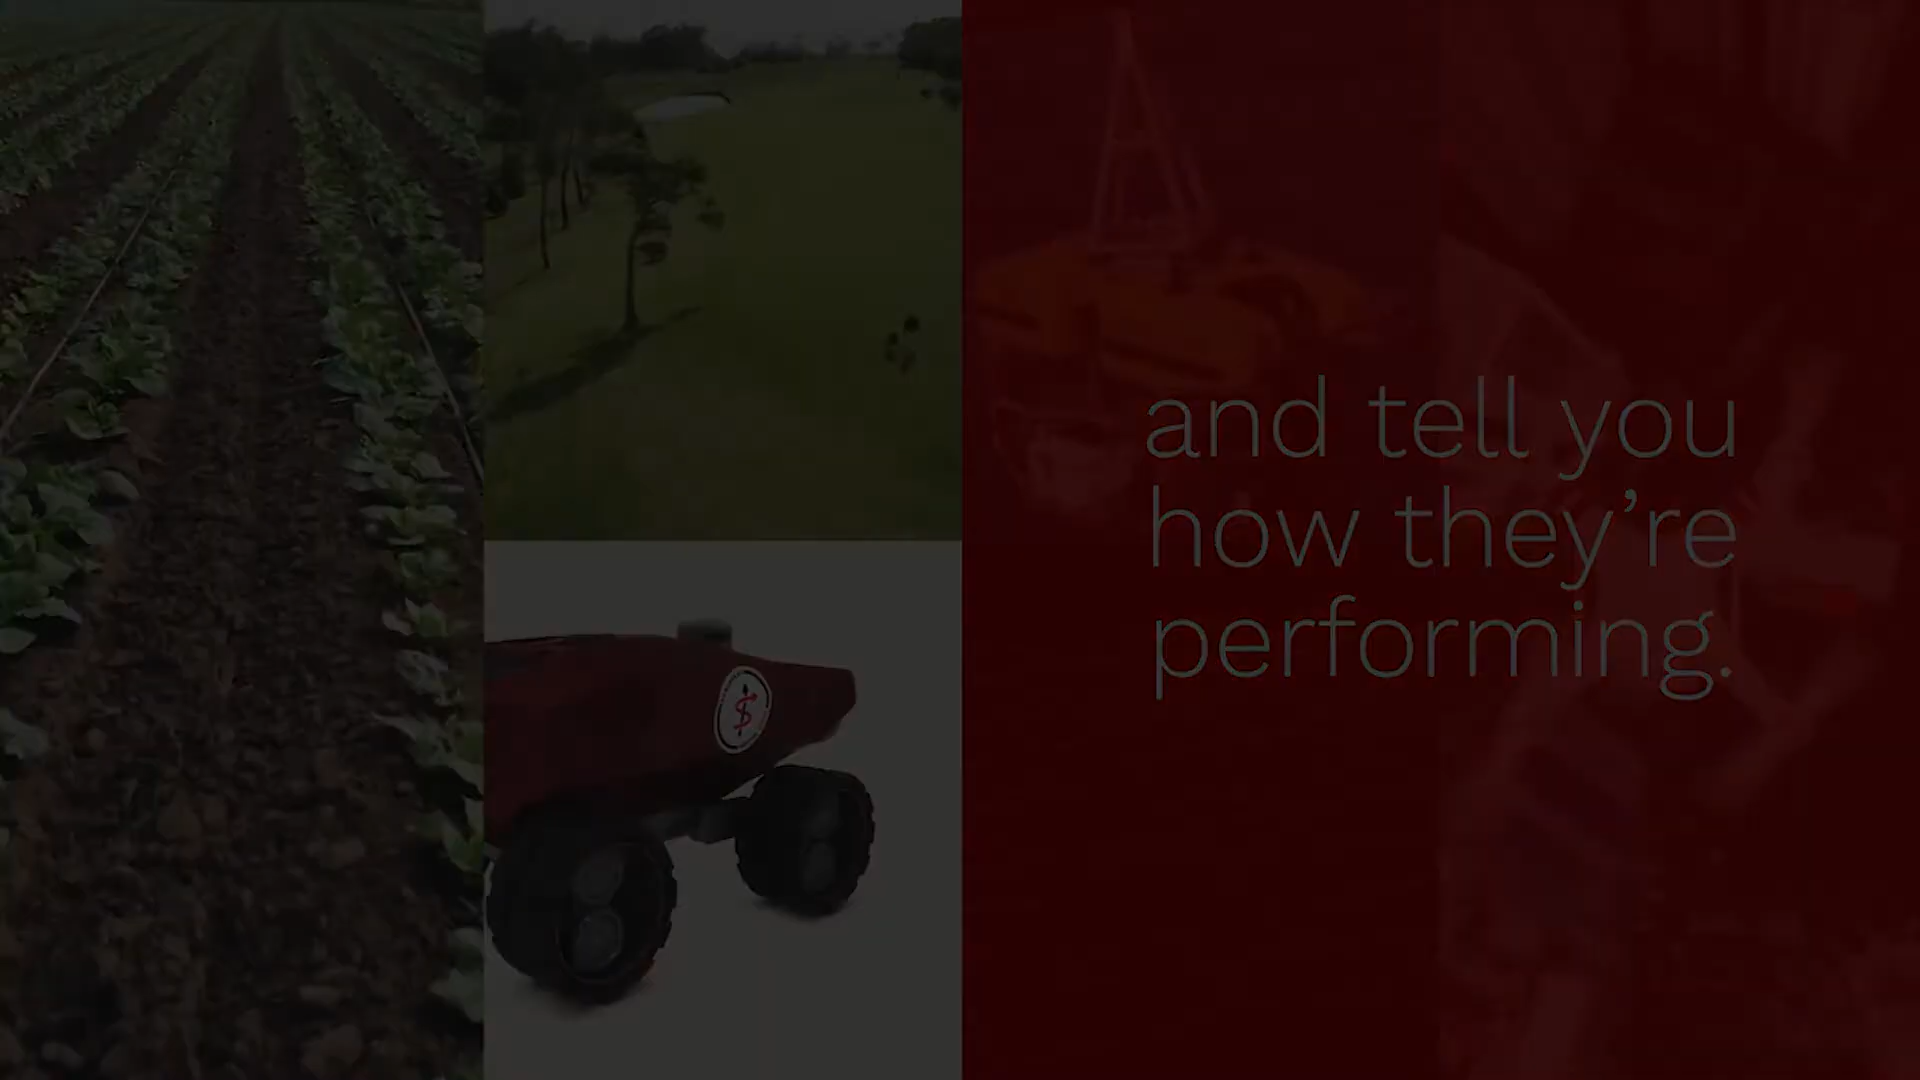 and tell you
how they’re
performing.